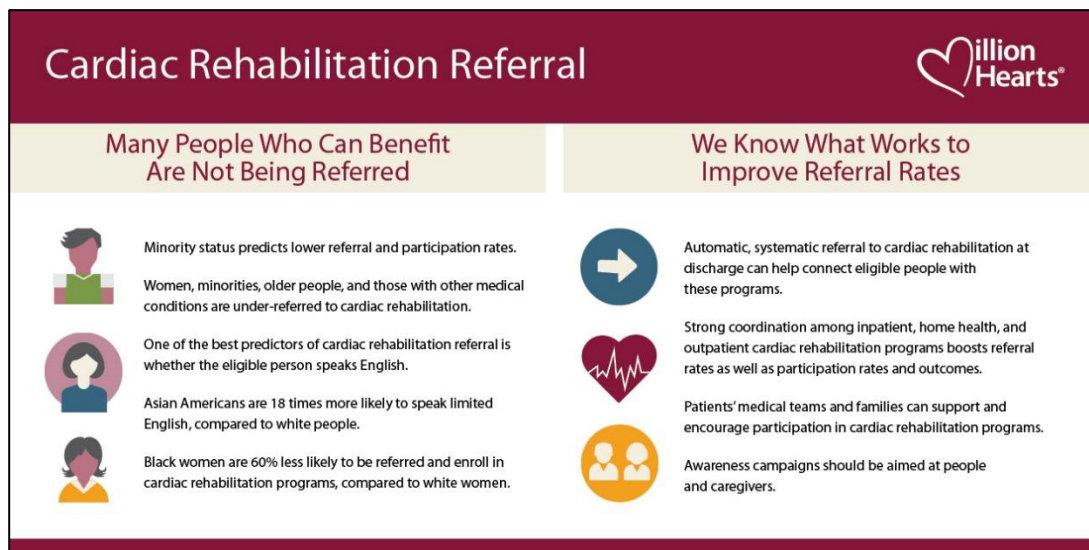 Cardiac Rehabilitation Referral
illion
Hearts®
Many People Who Can Benefit
Are Not Being Referred
Minority status predicts lower referral and participation rates.
Women, minorities, older people, and those with other medical
conditions are under-referred to cardiac rehabilitation.
One of the best predictors of cardiac rehabilitation referral is
whether the eligible person speaks English.
Asian Americans are 18 times more likely to speak limited
English, compared to white people.
Black women are 60% less likely to be referred and enroll in
cardiac rehabilitation programs, compared to white women.
We Know What Works to
Improve Referral Rates
Automatic, systematic referral to cardiac rehabilitation at
discharge can help connect eligible people with
these programs.
Strong coordination among inpatient, home health, and
outpatient cardiac rehabilitation programs boosts referral
rates as well as participation rates and outcomes.
Patients' medical teams and families can support and
encourage participation in cardiac rehabilitation programs.
Awareness campaigns should be aimed at people
and caregivers.